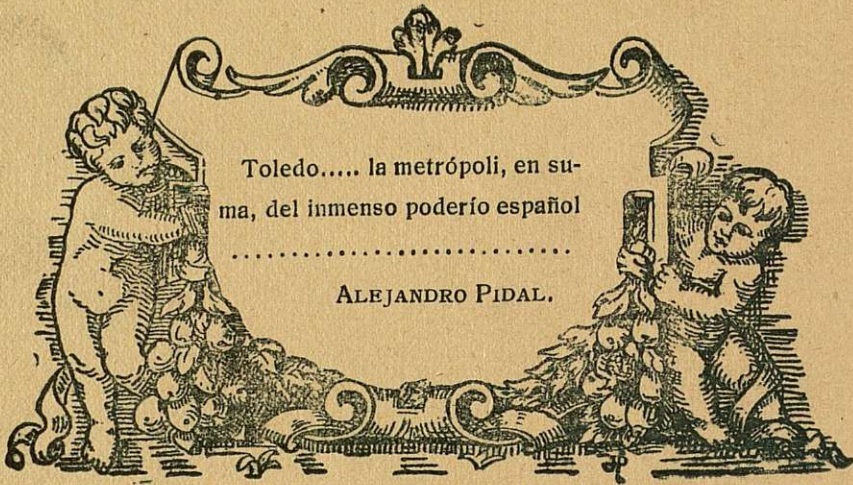 Toledo..... la metrópoli, en su-
ma, del inmenso poderío español
..............................
ALEJANDRO PIDAL.